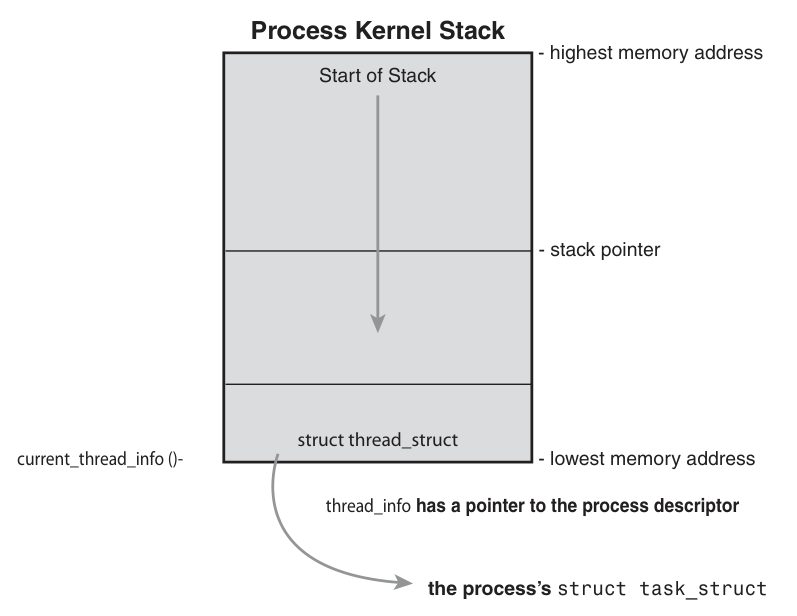 Process Kernel Stack
- highest memory address
Start of Stack
- stack pointer
struct thread_struct
current_thread_info ()-
- lowest memory address
thread_info has a pointer to the process descriptor
the process’s struct task_struct